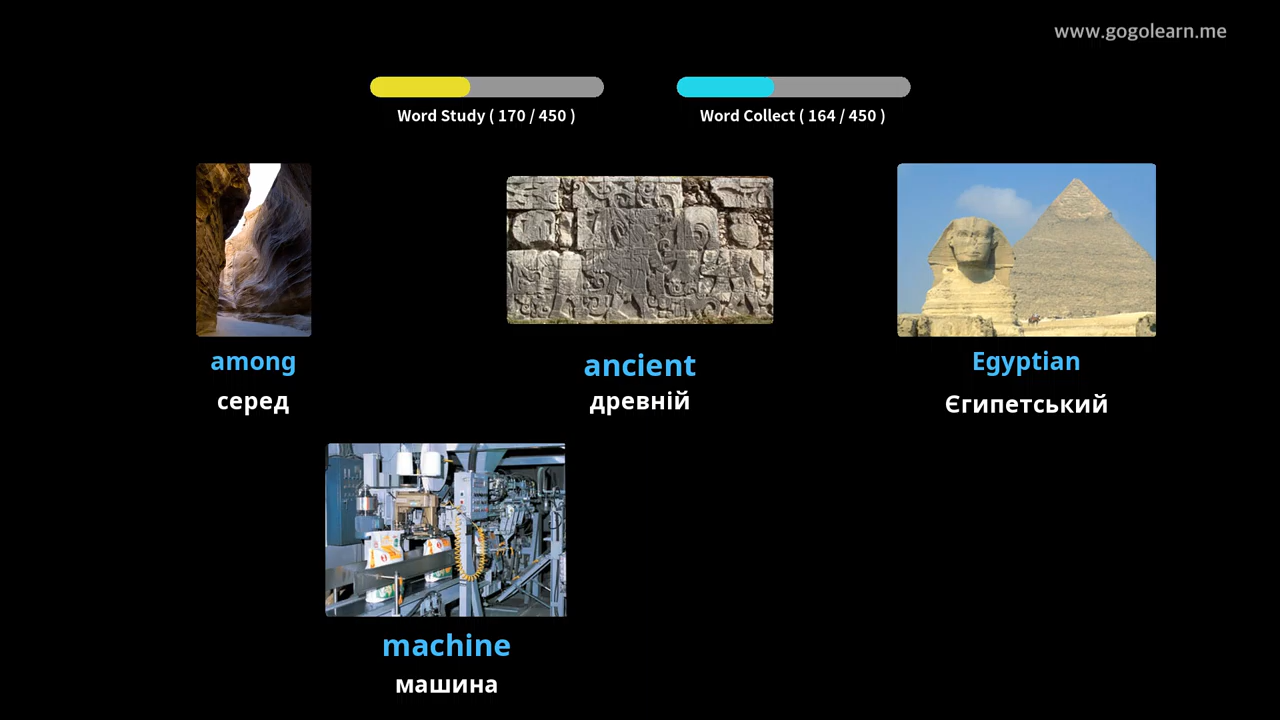 www.gogolearn.me
Word Study ( 170 / 450 )
Word Collect ( 164 / 450 )
among
ancient
Egyptian
серед
древній
Єгипетський
machine
машина